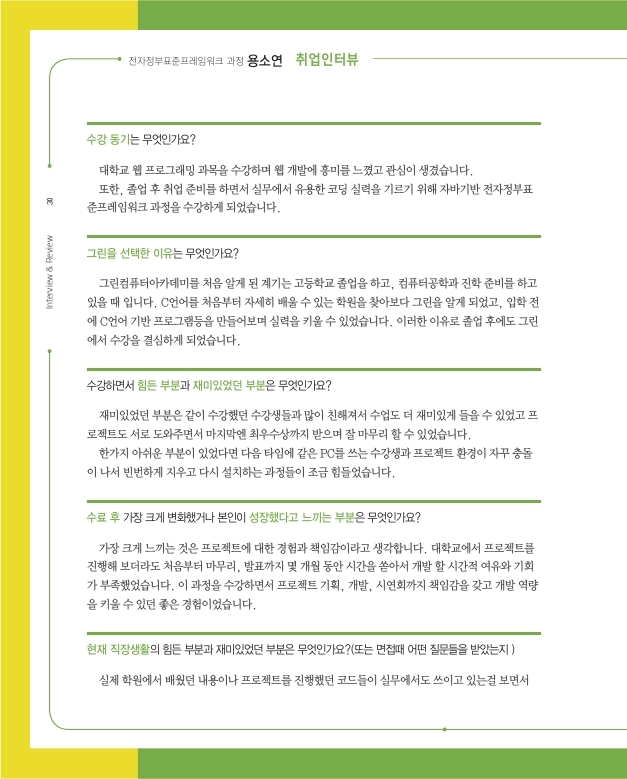 전자정부표준프레임워크 과정 용소연 취업인터뷰
수강 동기는 무엇인가요?
대학교 웹 프로그래밍 과목을 수강하며 웹 개발에 흥미를 느꼈고 관심이 생겼습니다.
또한, 졸업 후 취업 준비를 하면서 실무에서 유용한 코딩 실력을 기르기 위해 자바기반 전자정부표
준프레임워크 과정을 수강하게 되었습니다.
30
Interview & Review
그린을 선택한 이유는 무엇인가요?
그린컴퓨터아카데미를 처음 알게 된 계기는 고등학교 졸업을 하고, 컴퓨터공학과 진학 준비를 하고
있을 때 입니다. C언어를 처음부터 자세히 배울 수 있는 학원을 찾아보다 그린을 알게 되었고, 입학 전
에 C언어 기반 프로그램등을 만들어보며 실력을 키울 수 있었습니다. 이러한 이유로 졸업 후에도 그린
에서 수강을 결심하게 되었습니다.
수강하면서 힘든 부분과 재미있었던 부분은 무엇인가요?
재미있었던 부분은 같이 수강했던 수강생들과 많이 친해져서 수업도 더 재미있게 들을 수 있었고 프
로젝트도 서로 도와주면서 마지막엔 최우수상까지 받으며 잘 마무리 할 수 있었습니다.
한가지 아쉬운 부분이 있었다면 다음 타임에 같은 PC를 쓰는 수강생과 프로젝트 환경이 자꾸 충돌
이 나서 빈번하게 지우고 다시 설치하는 과정들이 조금 힘들었습니다.
수료 후 가장 크게 변화했거나 본인이 성장했다고 느끼는 부분은 무엇인가요?
가장 크게 느끼는 것은 프로젝트에 대한 경험과 책임감이라고 생각합니다. 대학교에서 프로젝트를
진행해 보더라도 처음부터 마무리, 발표까지 몇 개월 동안 시간을 쏟아서 개발 할 시간적 여유와 기회
가 부족했었습니다. 이 과정을 수강하면서 프로젝트 기획, 개발, 시연회까지 책임감을 갖고 개발 역량
을 키울 수 있던 좋은 경험이었습니다.
현재 직장생활의 힘든 부분과 재미있었던 부분은 무엇인가요?(또는 면접때 어떤 질문들을 받았는지 )
실제 학원에서 배웠던 내용이나 프로젝트를 진행했던 코드들이 실무에서도 쓰이고 있는걸 보면서